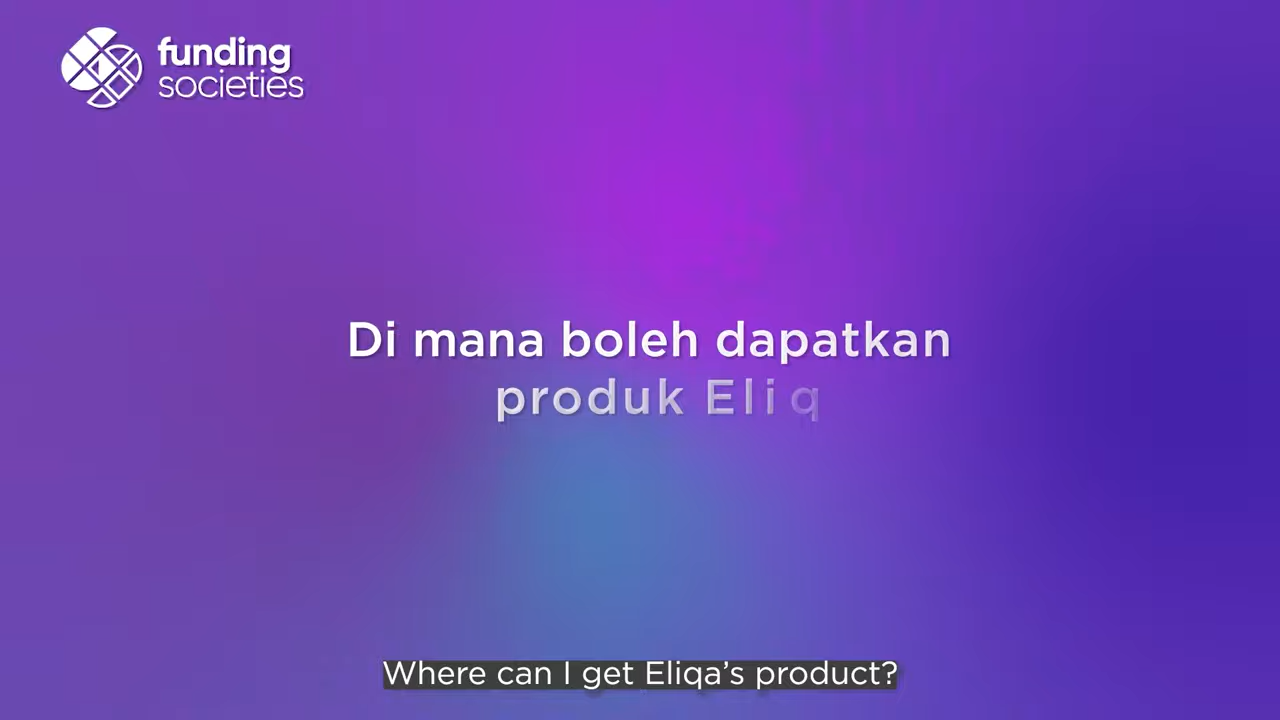 funding
societies
Di mana boleh dapatkan
produk Eliq
Where can I get Eliqa's product?